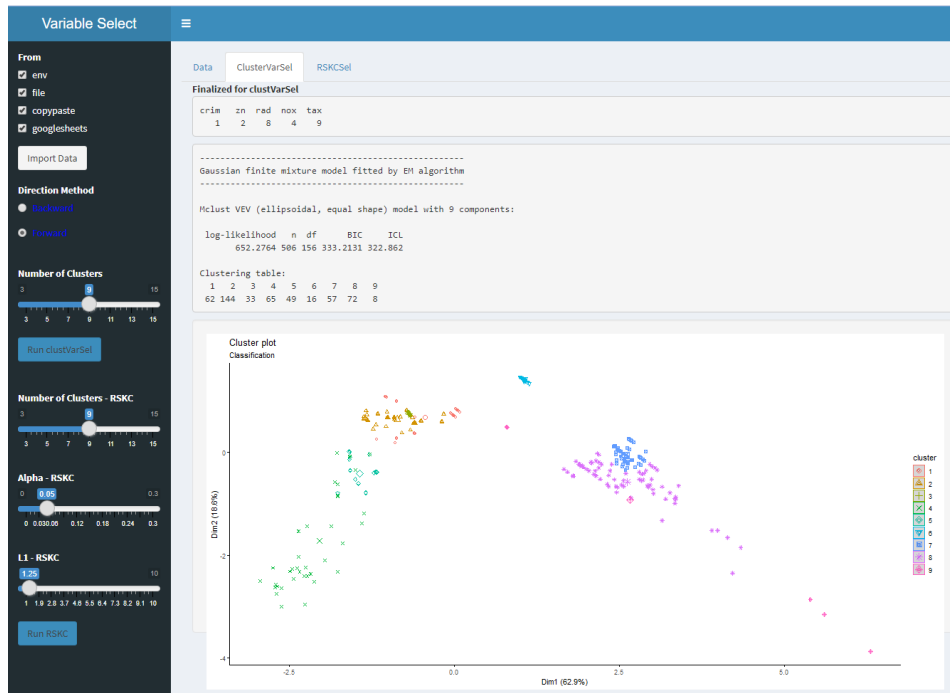 Variable Select
From
env
file
copypaste
googlesheets
Import Data
Direction Method
backward
forward
Number of Clusters
3 9 15
3 5 7 9 11 13 15
Run clustVarSel
Number of Clusters - RSKC
3 9 15
3 5 7 9 11 13 15
Alpha - RSKC
0 0.05 0.3
0 0.030.06 0.12 0.18 0.24 0.3
L1 - RSKC
1.25 10
1 1.9 2.8 3.7 4.6 5.5 6.4 7.3 8.2 9.1 10
Run RSKC
Data ClusterVarSel RSKCSel
Finalized for clustVarSel
crim zn rad nox tax
1 2 8 4 9
----------------------------------------------------
Gaussian finite mixture model fitted by EM algorithm
----------------------------------------------------
Mclust VEV (ellipsoidal, equal shape) model with 9 components:
log-likelihood n df BIC ICL
652.2764 506 156 333.2131 322.862
Clustering table:
1 2 3 4 5 6 7 8 9
62 144 33 65 49 16 57 72 8
Cluster plot
Classification
0
-2
-4
Dim2 (18.6%)
-2.5 0.0 2.5 5.0
Dim1 (62.9%)
cluster
1
2
3
4
5
6
7
8
9